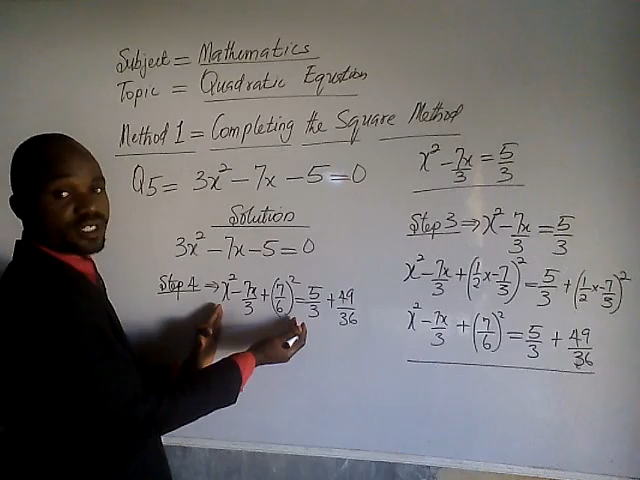 Subject = Mathematics
Topic = Quadratic Equation
Method 1 = Completing the Square Method
Q5 = 3x² - 7x - 5 = 0
Solution
3x² - 7x - 5 = 0
Step 4 ⇒ x² - 7x/3 + (7/6)² = 5/3 + 49/36
x² - 7x/3 = 5/3
Step 3 ⇒ x² - 7x/3 = 5/3
x² - 7x/3 + (1/2 x -7/3)² = 5/3 + (1/2 x -7/3)²
x² - 7x/3 + (7/6)² = 5/3 + 49/36